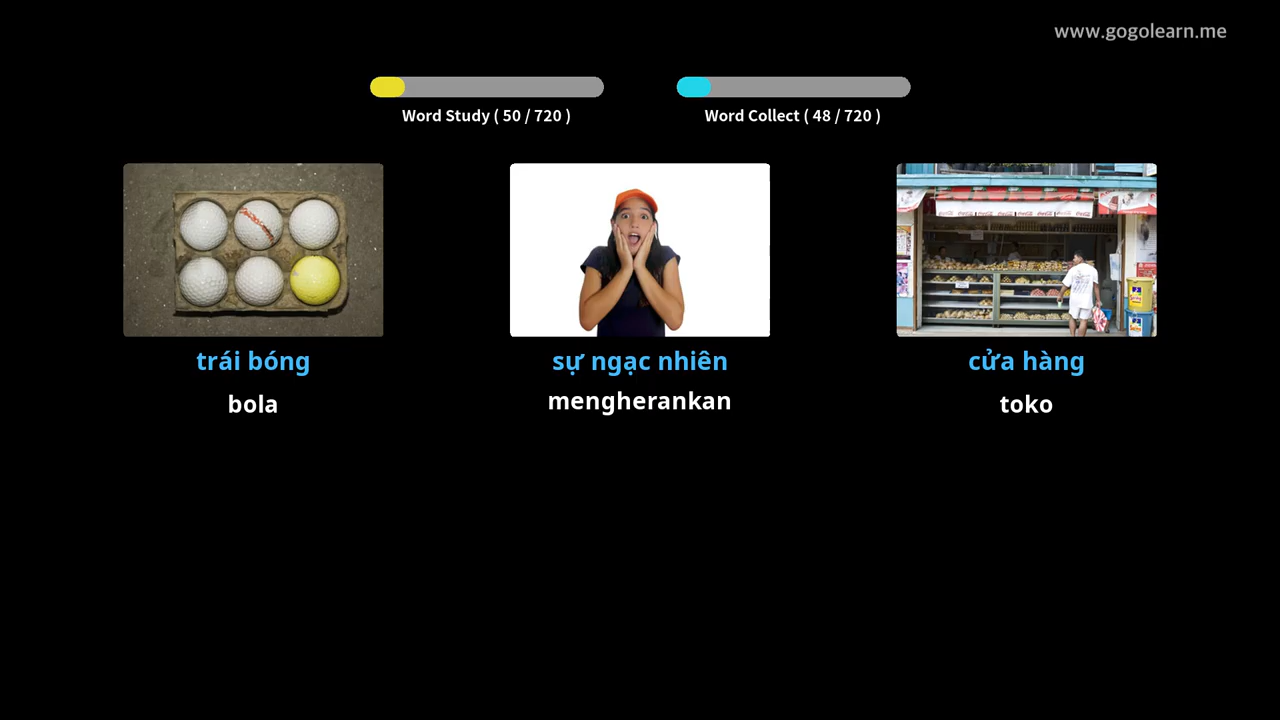 www.gogolearn.me
Word Study ( 50 / 720 )
Word Collect ( 48 / 720 )
trái bóng
sự ngạc nhiên
cửa hàng
bola
mengherankan
toko